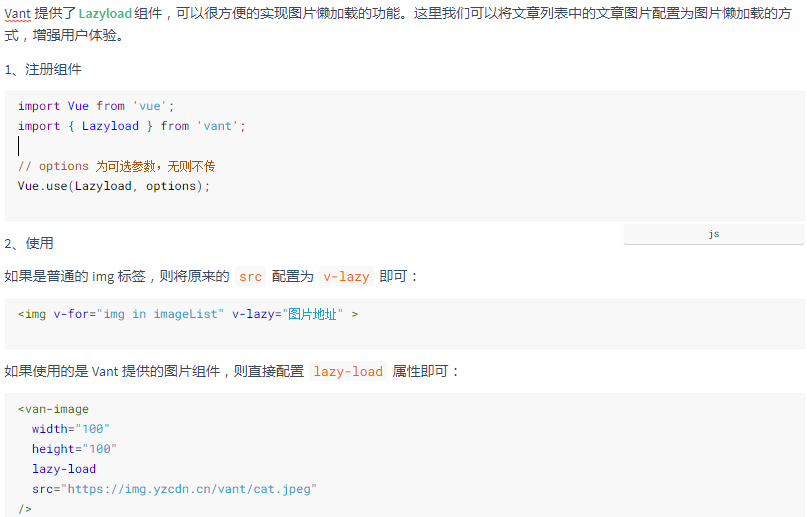 Vant 提供了Lazyload组件，可以很方便的实现图片懒加载的功能。这里我们可以将文章列表中的文章图片配置为图片懒加载的方
式，增强用户体验。
1、注册组件
import Vue from 'vue';
import { Lazyload } from 'vant';
// options 为可选参数，无则不传
Vue.use(Lazyload, options);
js
2、使用
如果是普通的 img 标签，则将原来的 src 配置为 v-lazy 即可：
<img v-for="img in imageList" v-lazy="图片地址" >
如果使用的是 Vant 提供的图片组件，则直接配置 lazy-load 属性即可：
<van-image
  width="100"
  height="100"
  lazy-load
  src="https://img.yzcdn.cn/vant/cat.jpeg"
/>